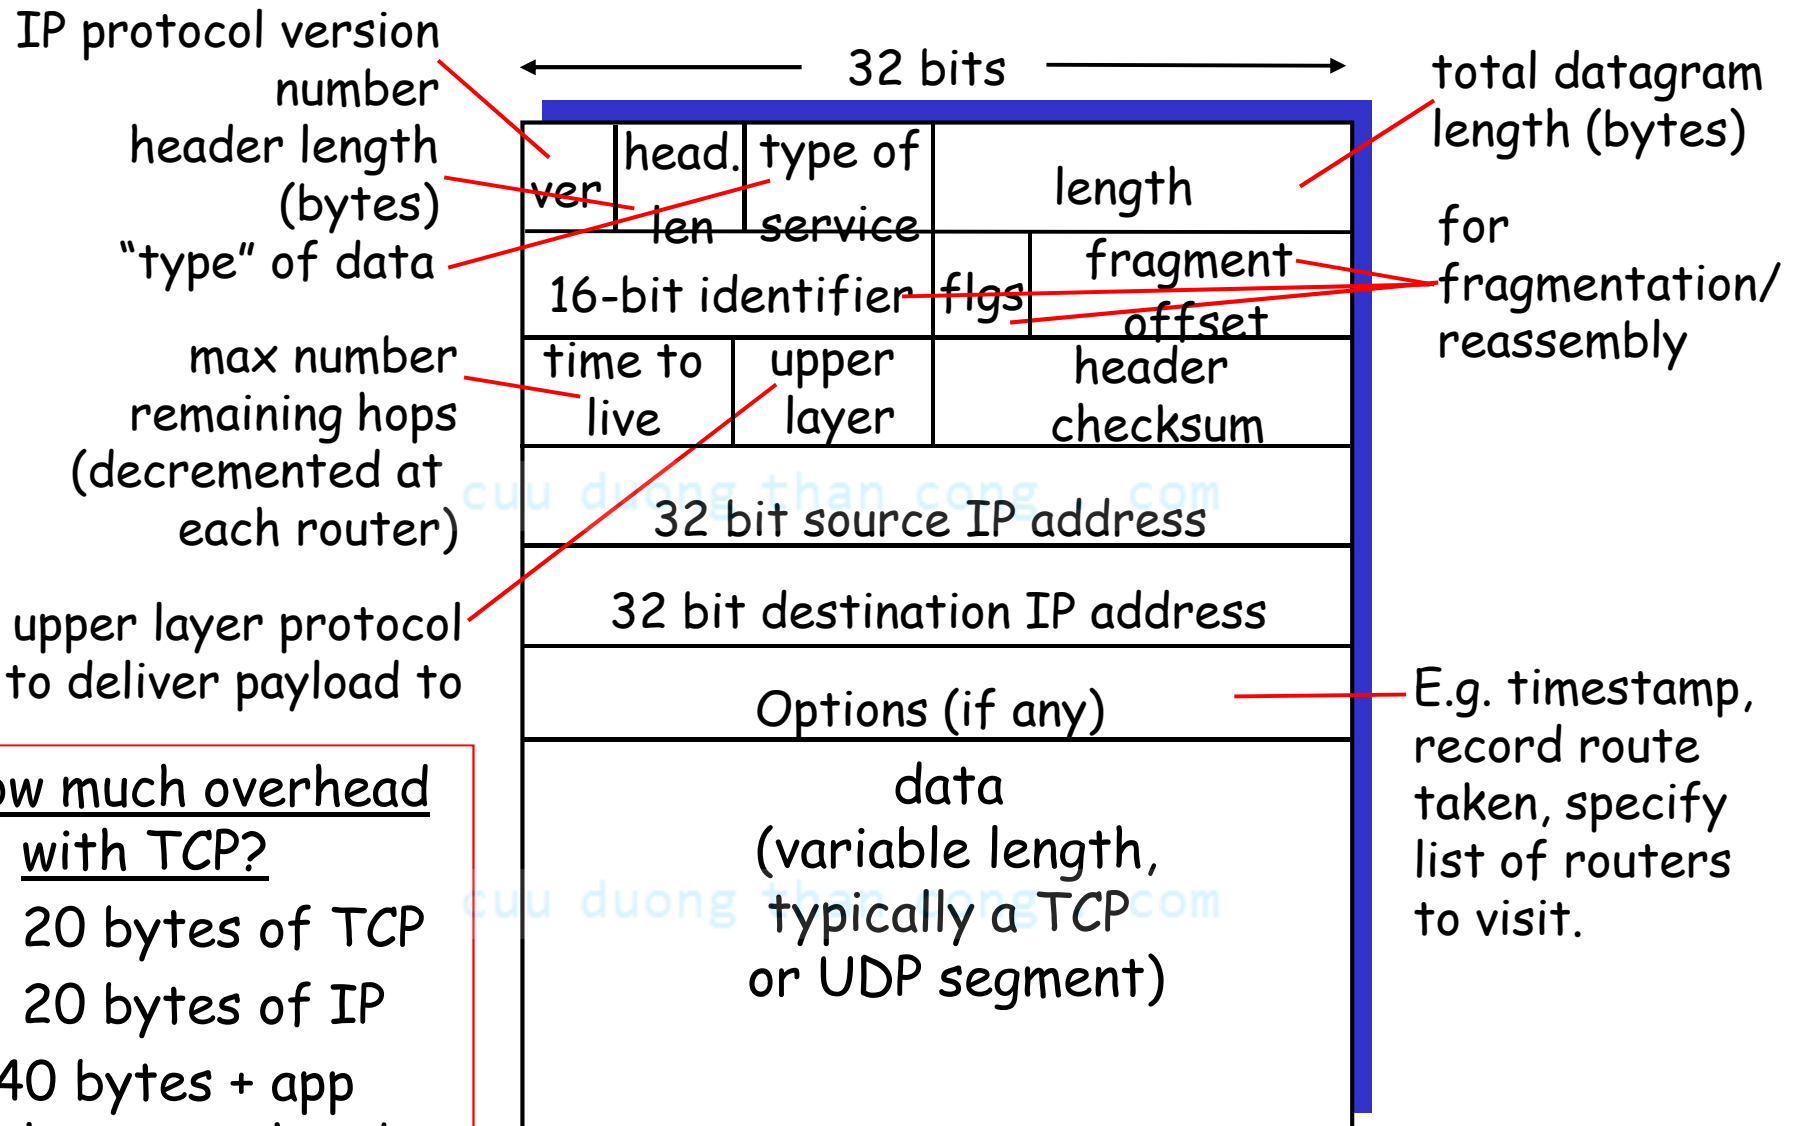 IP protocol version
number
header length
(bytes)
“type” of data
max number
remaining hops
(decremented at
each router)
upper layer protocol
to deliver payload to
32 bits
ver
head.
len
type of
service
length
16-bit identifier
flgs
fragment
offset
time to
live
upper
layer
header
checksum
32 bit source IP address
32 bit destination IP address
Options (if any)
data
(variable length,
typically a TCP
or UDP segment)
total datagram
length (bytes)
for
fragmentation/
reassembly
E.g. timestamp,
record route
taken, specify
list of routers
to visit.
much overhead
with TCP?
20 bytes of TCP
20 bytes of IP
40 bytes + app
cuu duong than cong . com
cuu duong than cong . com